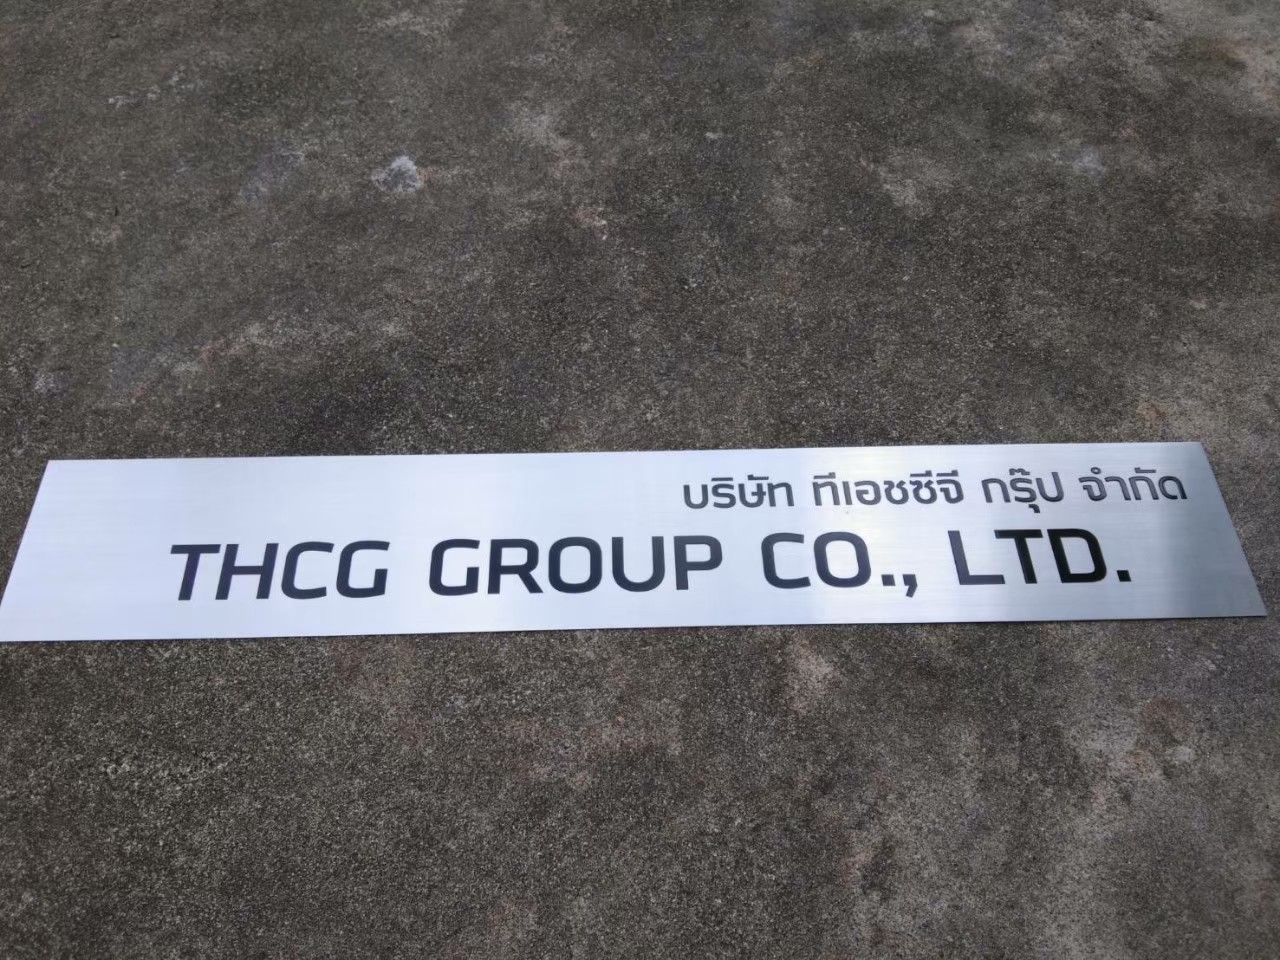 บริษัท ทีเอชซีจี กรุ๊ป จำกัด
THCG GROUP CO., LTD.